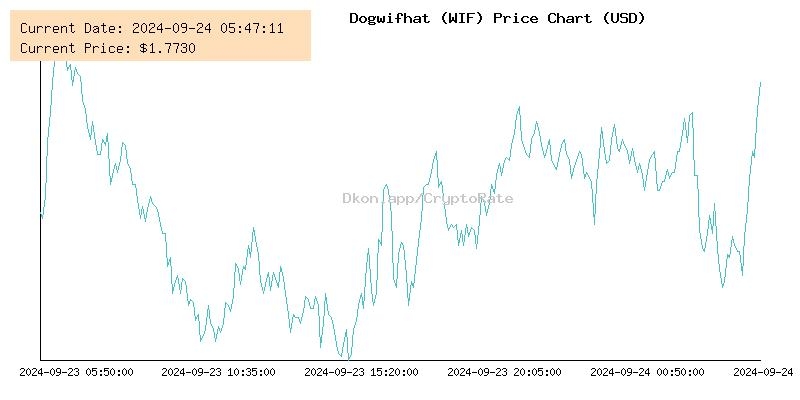 Dogwifhat (WIF) Price Chart (USD)
Current Date: 2024-09-24 05:47:11
Current Price: $1.7730
Dkon.app/CryptoRate
2024-09-23 05:50:00 2024-09-23 10:35:00 2024-09-23 15:20:00 2024-09-23 20:05:00 2024-09-24 00:50:00 2024-09-24